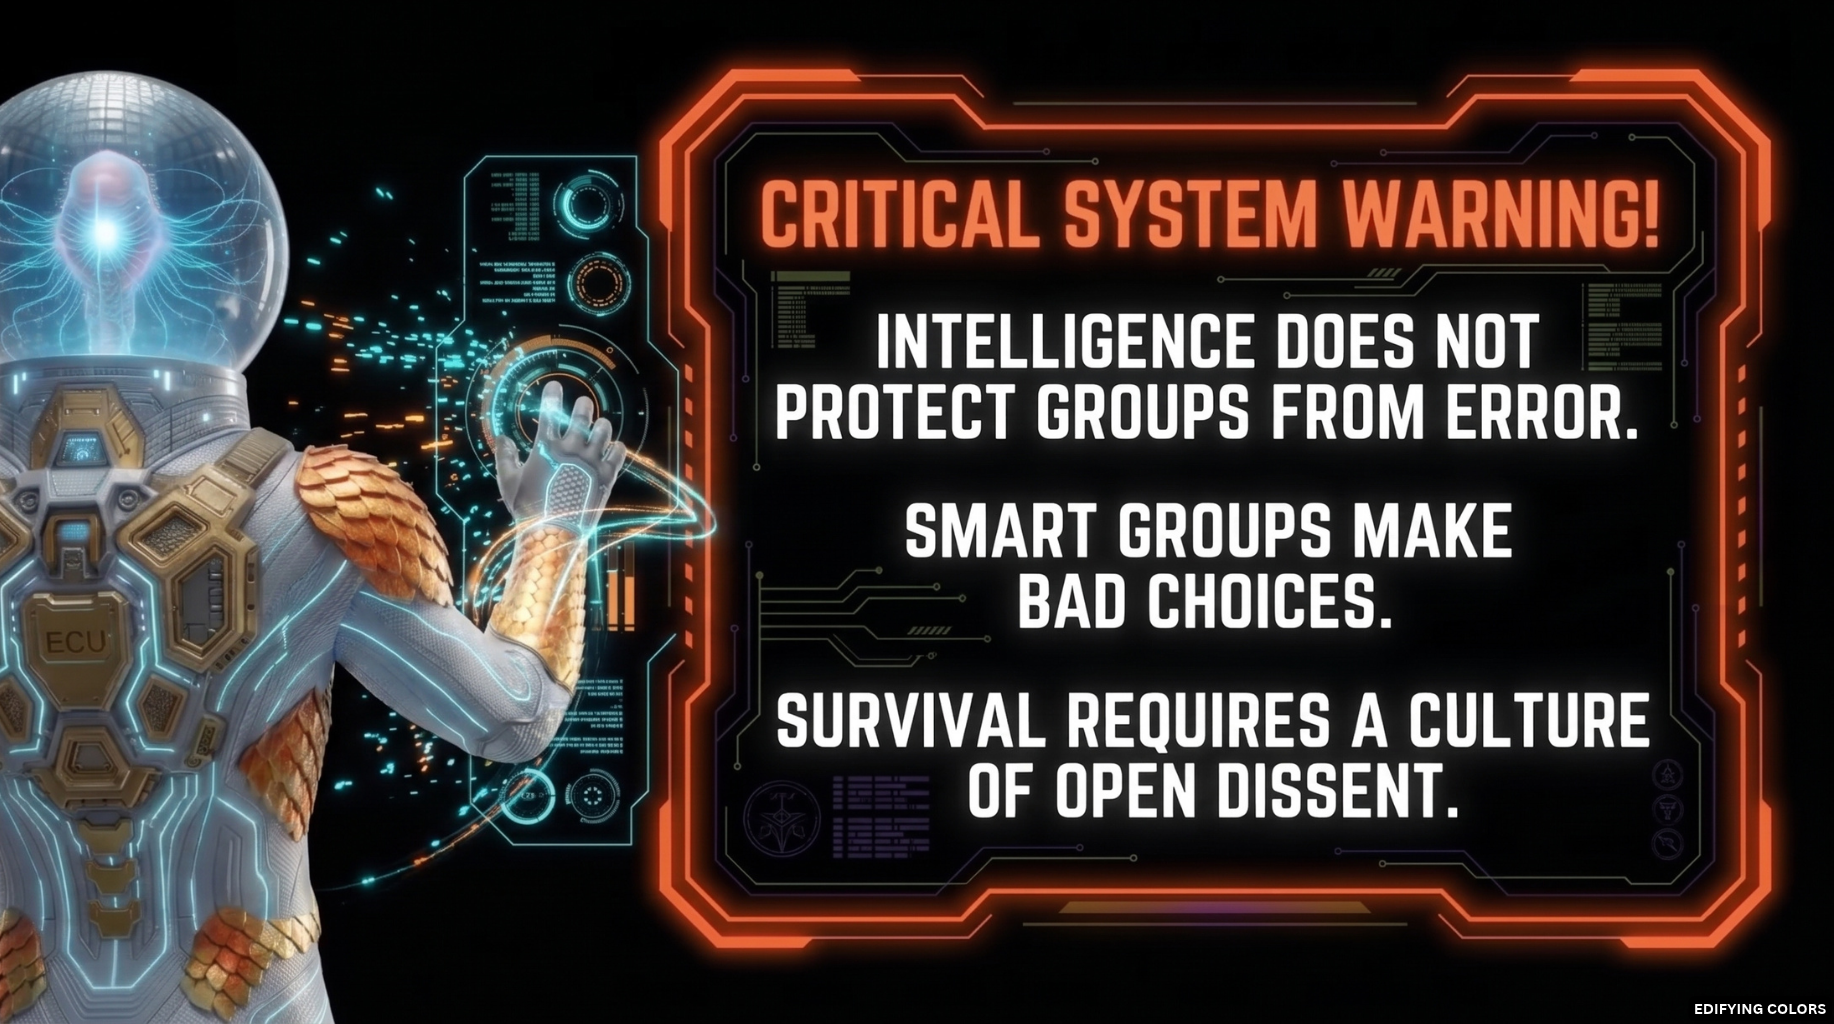 CRITICAL SYSTEM WARNING!
INTELLIGENCE DOES NOT
PROTECT GROUPS FROM ERROR.
SMART GROUPS MAKE
BAD CHOICES.
SURVIVAL REQUIRES A CULTURE
OF OPEN DISSENT.
ECU
EDIFYING COLORS